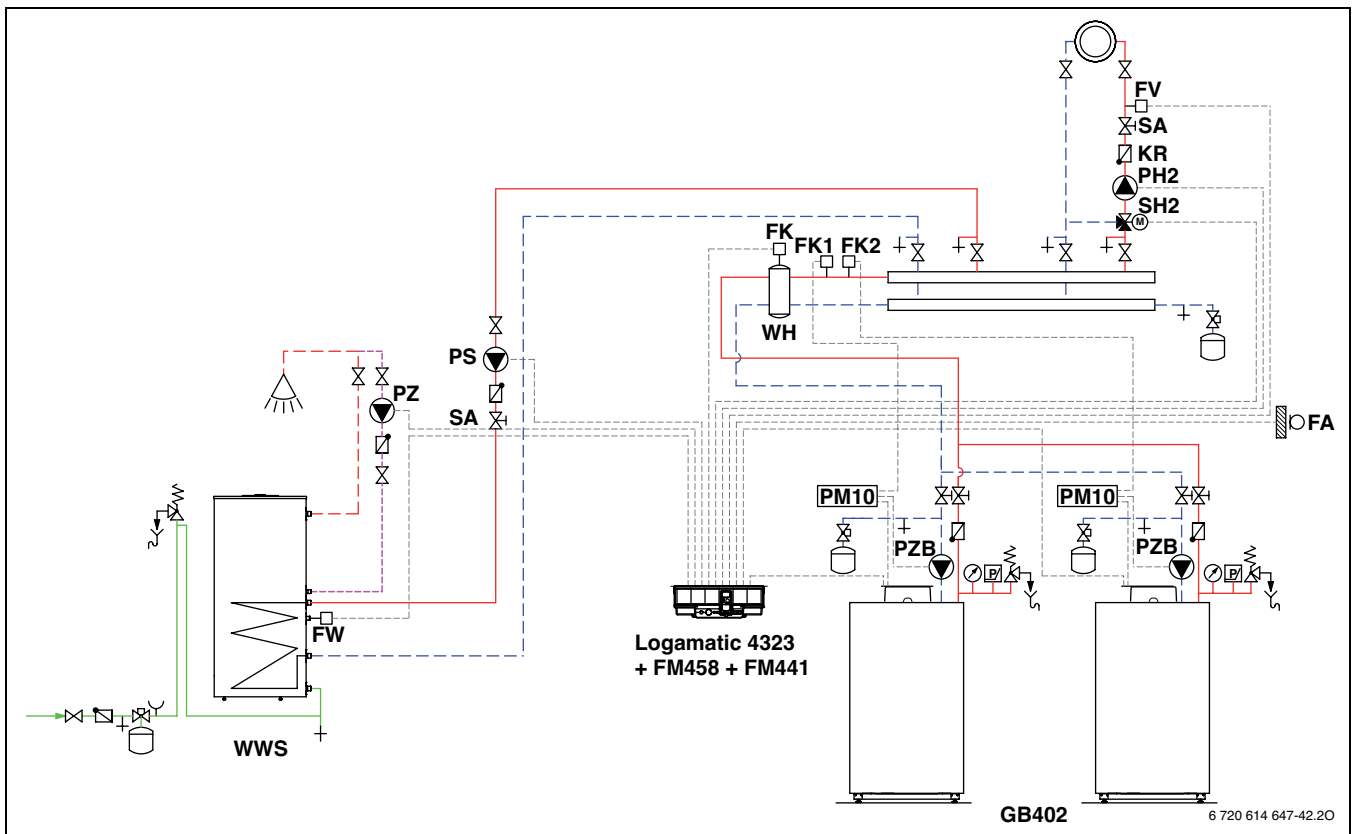 FV
SA
KR
PH2
SH2
M
FK
FK1
FK2
WH
PS
PZ
SA
FA
PM10
PM10
PZB
PZB
P
P
FW
Logamatic 4323
+ FM458 + FM441
WWS
GB402
6 720 614 647-42.2O